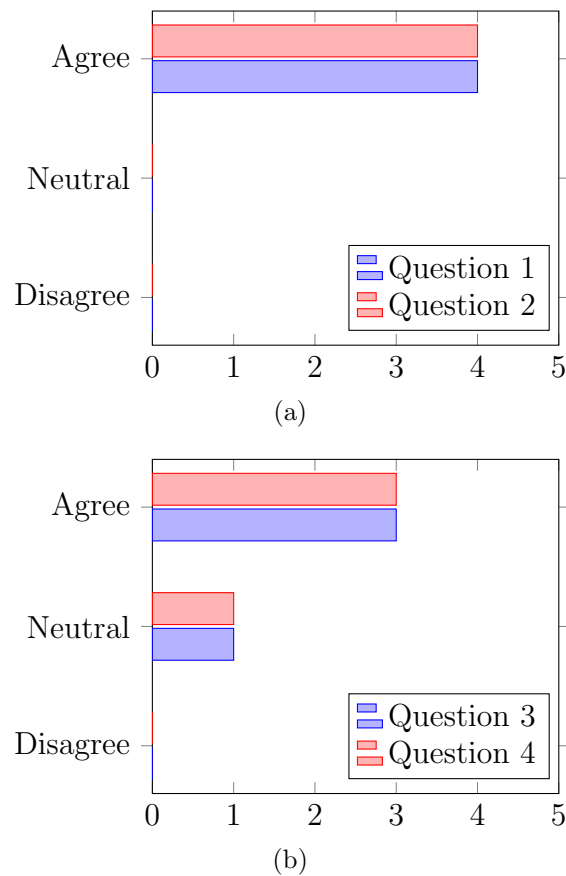 Agree
Neutral
Disagree
Question 1
Question 2
0 1 2 3 4 5
(a)
Agree
Neutral
Disagree
Question 3
Question 4
0 1 2 3 4 5
(b)